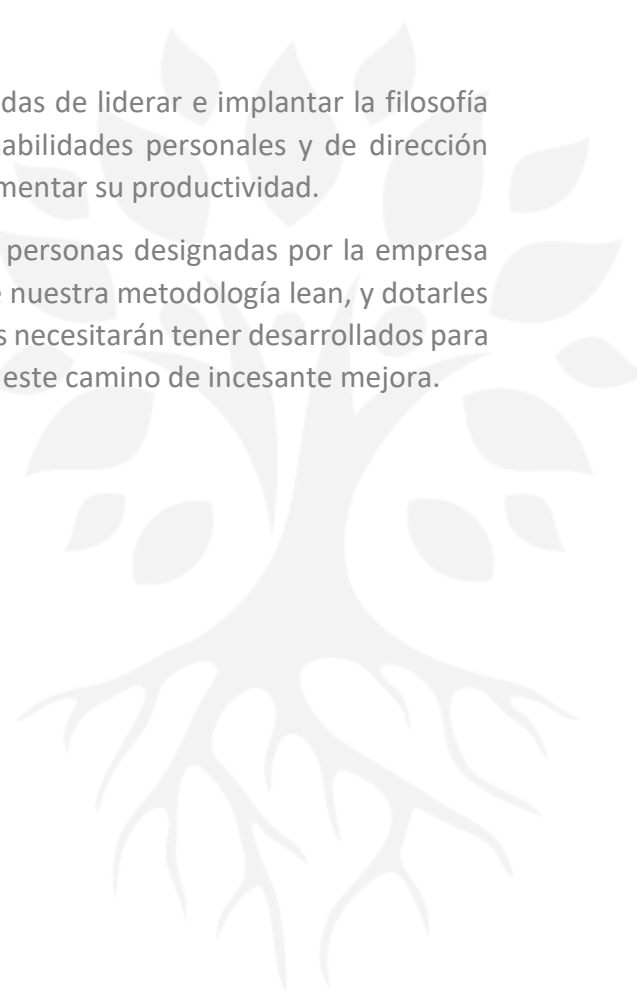 das de liderar e implantar la filosofía
abilidades personales y de dirección
mentar su productividad.
personas designadas por la empresa
e nuestra metodología lean, y dotarles
s necesitarán tener desarrollados para
este camino de incesante mejora.